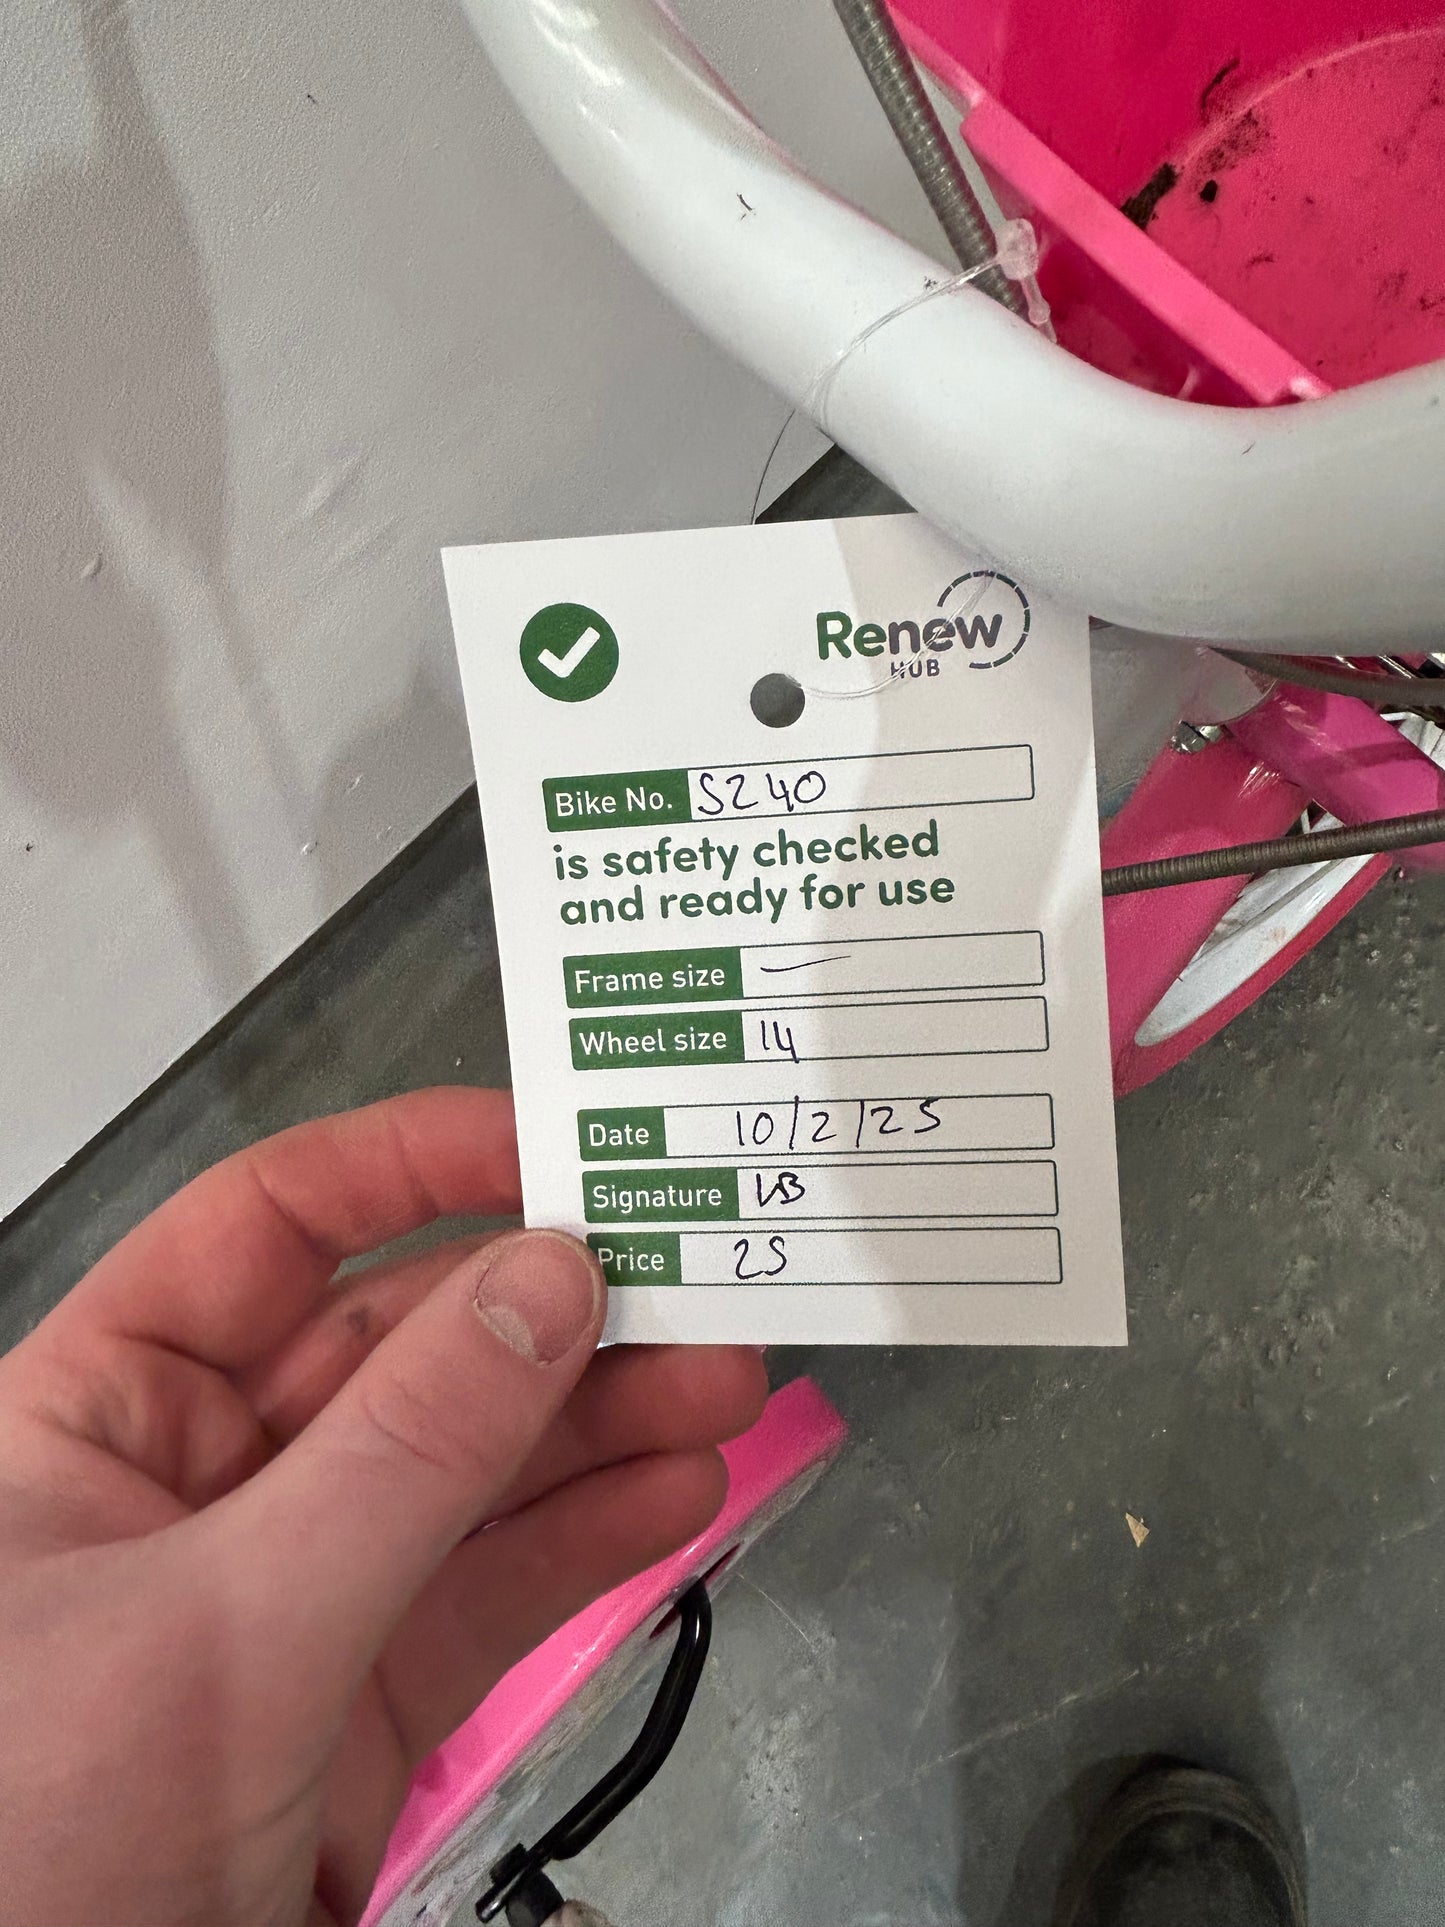 Renew
HUB
Bike No. 5240
is safety checked
and ready for use
Frame size —
Wheel size 14
Date 10/2/25
Signature
Price 25